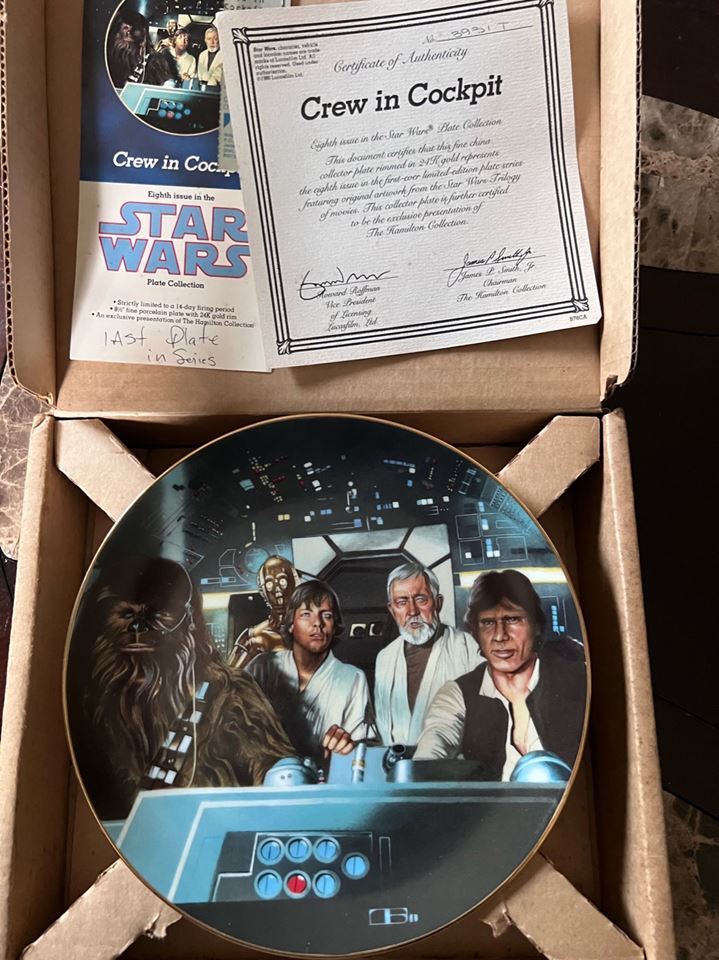 Crew in Cockp
Eighth issue in the
STAR
WARS
Plate Collection
• Strictly limited to a 14-day firing period
• 8½" fine porcelain plate with 24K gold rim
• An exclusive presentation of The Hamilton Collection
LAST Plate
in Series
Star Wars, characters, vehicle
and location names are trade-
marks of Lucasfilm Ltd. All
rights reserved. Used under
authorization.
Lucasfilm Ltd.
No. 3931T
Certificate of Authenticity
Crew in Cockpit
Eighth issue in the Star Wars® Plate Collection
This document certifies that this fine china
collector plate rimmed in 24K gold represents
the eighth issue in the first-ever limited-edition plate series
featuring original artwork from the Star Wars Trilogy
of movies. This collector plate is further certified
to be the exclusive presentation of
The Hamilton Collection.
Howard Roffman
Vice President
of Licensing
Lucasfilm, Ltd.
James P. Smith, Jr.
Chairman
The Hamilton Collection